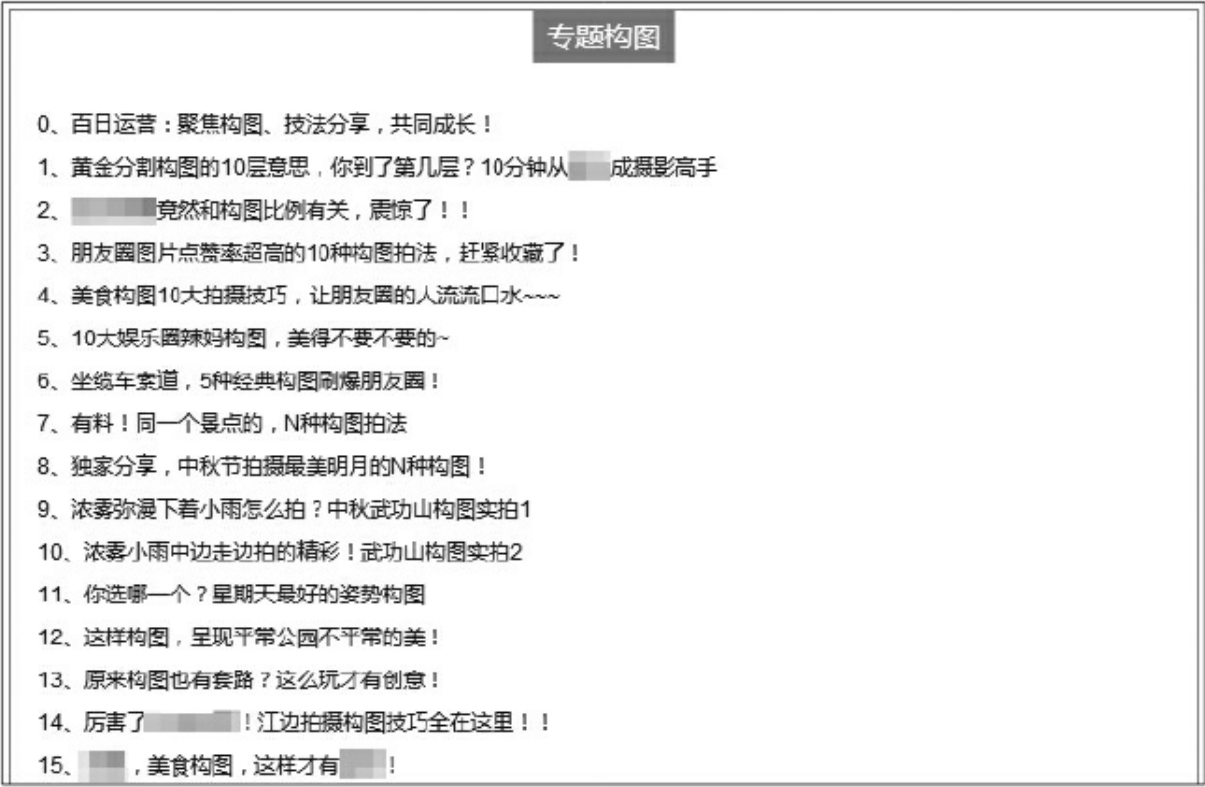 专题构图
0、百日运营：聚焦构图、技法分享，共同成长！
1、黄金分割构图的10层意思，你到了第几层？10分钟从成摄影高手
2、竟然和构图比例有关，震惊了！！
3、朋友圈图片点赞率超高的10种构图拍法，赶紧收藏了！
4、美食构图10大拍摄技巧，让朋友圈的人流流口水~~~
5、10大娱乐圈辣妈构图，美得不要不要的~
6、坐缆车索道，5种经典构图刷爆朋友圈！
7、有料！同一个景点的，N种构图拍法
8、独家分享，中秋节拍摄最美明月的N种构图！
9、浓雾弥漫下着小雨怎么拍？中秋武功山构图实拍1
10、浓雾小雨中边走边拍的精彩！武功山构图实拍2
11、你选哪一个？星期天最好的姿势构图
12、这样构图，呈现平常公园不平常的美！
13、原来构图也有套路？这么玩才有创意！
14、厉害了！江边拍摄构图技巧全在这里！！
15、，美食构图，这样才有！